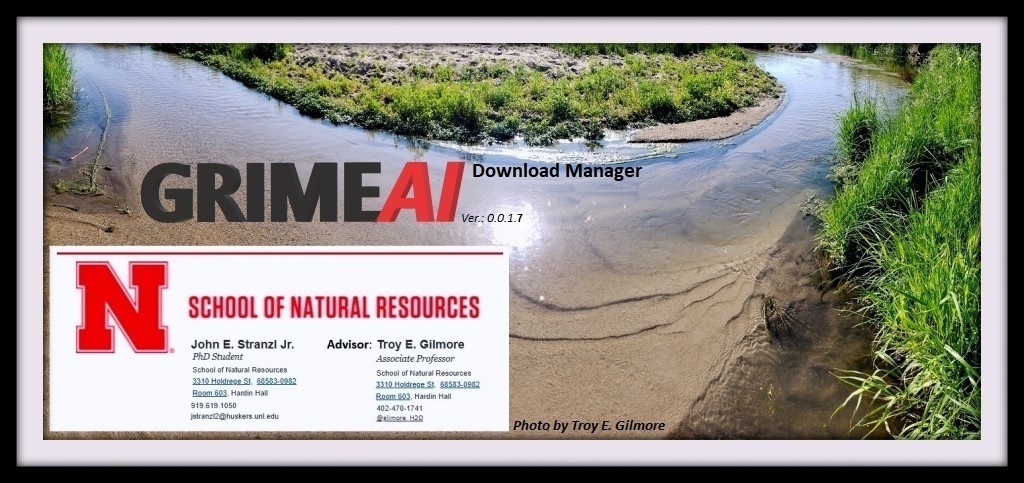 GRIMEAI Download Manager
Ver.: 0.0.1.7
N
SCHOOL OF NATURAL RESOURCES
John E. Stranzl Jr.
PhD Student
School of Natural Resources
3310 Holdrege St, 68583-0982
Room 603, Hardin Hall
919.619.1050
jstranzl2@huskers.unl.edu
Advisor: Troy E. Gilmore
Associate Professor
School of Natural Resources
3310 Holdrege St, 68583-0982
Room 603, Hardin Hall
402-470-1741
@gilmore_H2O
Photo by Troy E. Gilmore